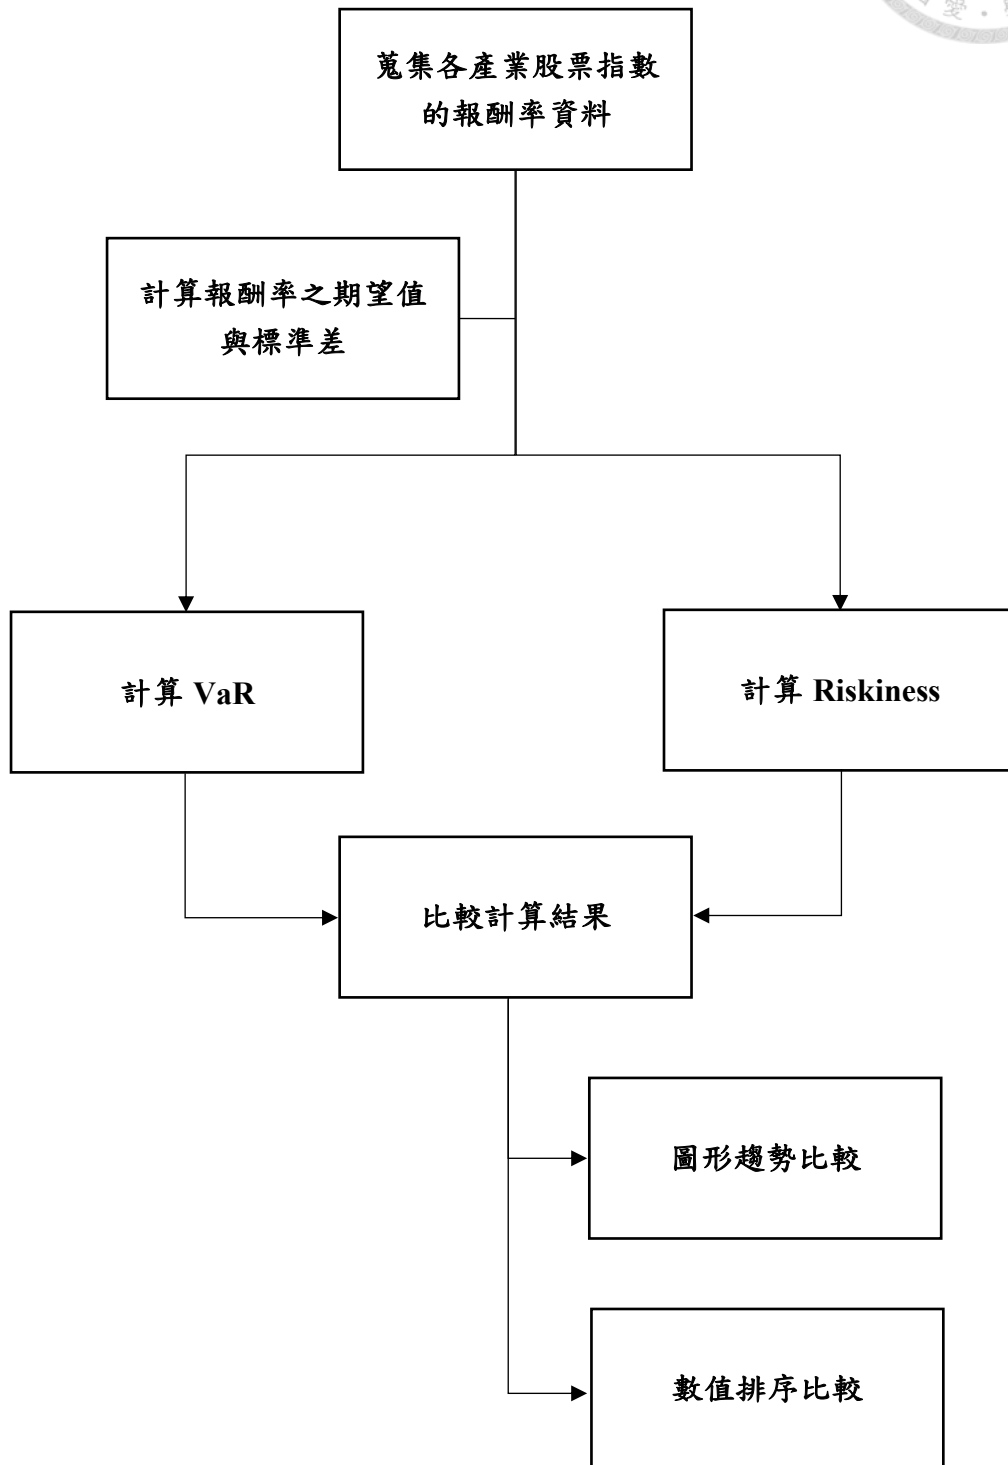 蒐集各產業股票指數
的報酬率資料
計算報酬率之期望值
與標準差
計算 VaR
計算 Riskiness
比較計算結果
圖形趨勢比較
數值排序比較